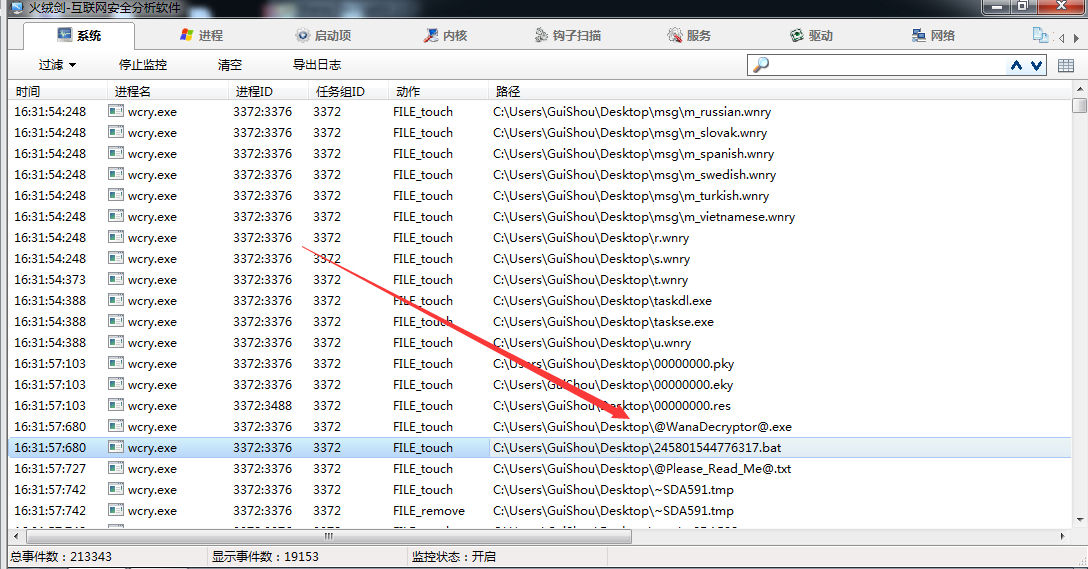 火绒剑-互联网安全分析软件
系统 进程 启动项 内核 钩子扫描 服务 驱动 网络
过滤 停止监控 清空 导出日志
时间 进程名 进程ID 任务组ID 动作 路径
16:31:54:248 wcry.exe 3372:3376 3372 FILE_touch C:\Users\GuiShou\Desktop\msg\m_russian.wnry
16:31:54:248 wcry.exe 3372:3376 3372 FILE_touch C:\Users\GuiShou\Desktop\msg\m_slovak.wnry
16:31:54:248 wcry.exe 3372:3376 3372 FILE_touch C:\Users\GuiShou\Desktop\msg\m_spanish.wnry
16:31:54:248 wcry.exe 3372:3376 3372 FILE_touch C:\Users\GuiShou\Desktop\msg\m_swedish.wnry
16:31:54:248 wcry.exe 3372:3376 3372 FILE_touch C:\Users\GuiShou\Desktop\msg\m_turkish.wnry
16:31:54:248 wcry.exe 3372:3376 3372 FILE_touch C:\Users\GuiShou\Desktop\msg\m_vietnamese.wnry
16:31:54:248 wcry.exe 3372:3376 3372 FILE_touch C:\Users\GuiShou\Desktop\r.wnry
16:31:54:248 wcry.exe 3372:3376 3372 FILE_touch C:\Users\GuiShou\Desktop\s.wnry
16:31:54:373 wcry.exe 3372:3376 3372 FILE_touch C:\Users\GuiShou\Desktop\t.wnry
16:31:54:388 wcry.exe 3372:3376 3372 FILE_touch C:\Users\GuiShou\Desktop\taskdl.exe
16:31:54:388 wcry.exe 3372:3376 3372 FILE_touch C:\Users\GuiShou\Desktop\taskse.exe
16:31:54:388 wcry.exe 3372:3376 3372 FILE_touch C:\Users\GuiShou\Desktop\u.wnry
16:31:57:103 wcry.exe 3372:3376 3372 FILE_touch C:\Users\GuiShou\Desktop\00000000.pky
16:31:57:103 wcry.exe 3372:3376 3372 FILE_touch C:\Users\GuiShou\Desktop\00000000.eky
16:31:57:103 wcry.exe 3372:3488 3372 FILE_touch C:\Users\GuiShou\Desktop\00000000.res
16:31:57:680 wcry.exe 3372:3376 3372 FILE_touch C:\Users\GuiShou\Desktop\@WanaDecryptor@.exe
16:31:57:680 wcry.exe 3372:3376 3372 FILE_touch C:\Users\GuiShou\Desktop\245801544776317.bat
16:31:57:727 wcry.exe 3372:3376 3372 FILE_touch C:\Users\GuiShou\Desktop\@Please_Read_Me@.txt
16:31:57:742 wcry.exe 3372:3376 3372 FILE_touch C:\Users\GuiShou\Desktop\~SDA591.tmp
16:31:57:742 wcry.exe 3372:3376 3372 FILE_remove C:\Users\GuiShou\Desktop\~SDA591.tmp
总事件数：213343 显示事件数：19153 监控状态：开启